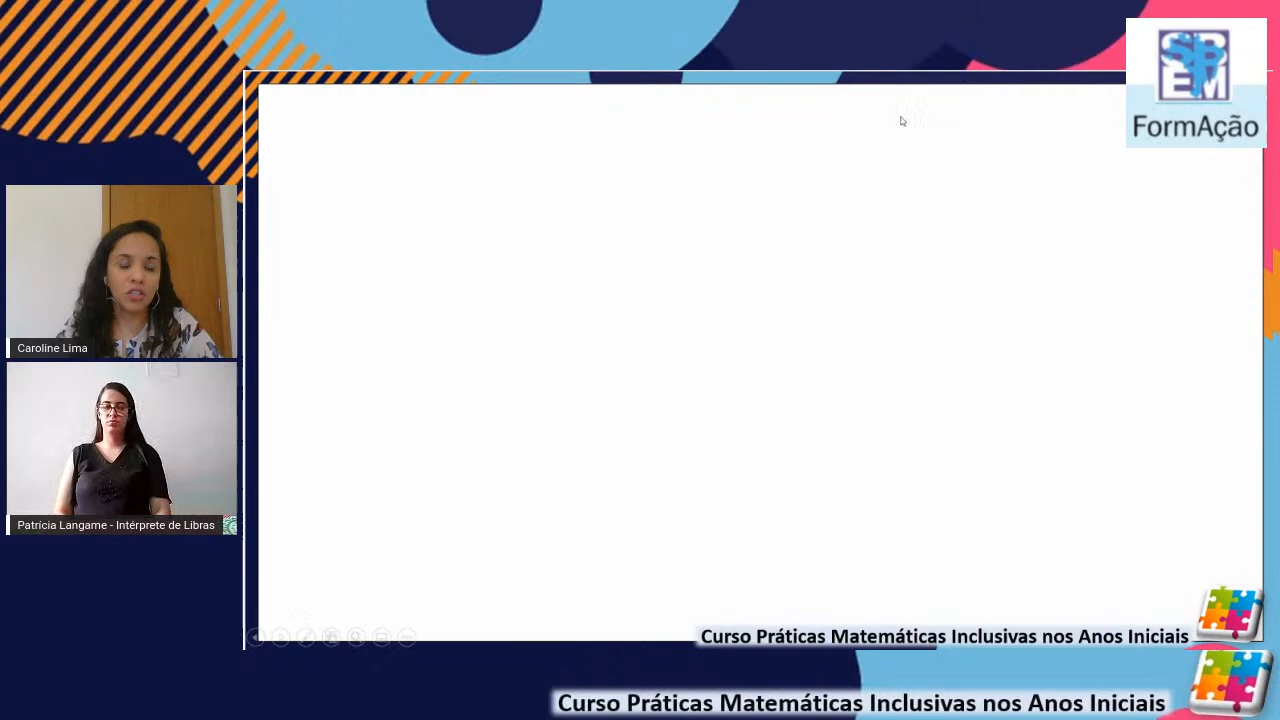 SBEM
FormAção
Caroline Lima
Patrícia Langame - Intérprete de Libras
Curso Práticas Matemáticas Inclusivas nos Anos Iniciais
Curso Práticas Matemáticas Inclusivas nos Anos Iniciais